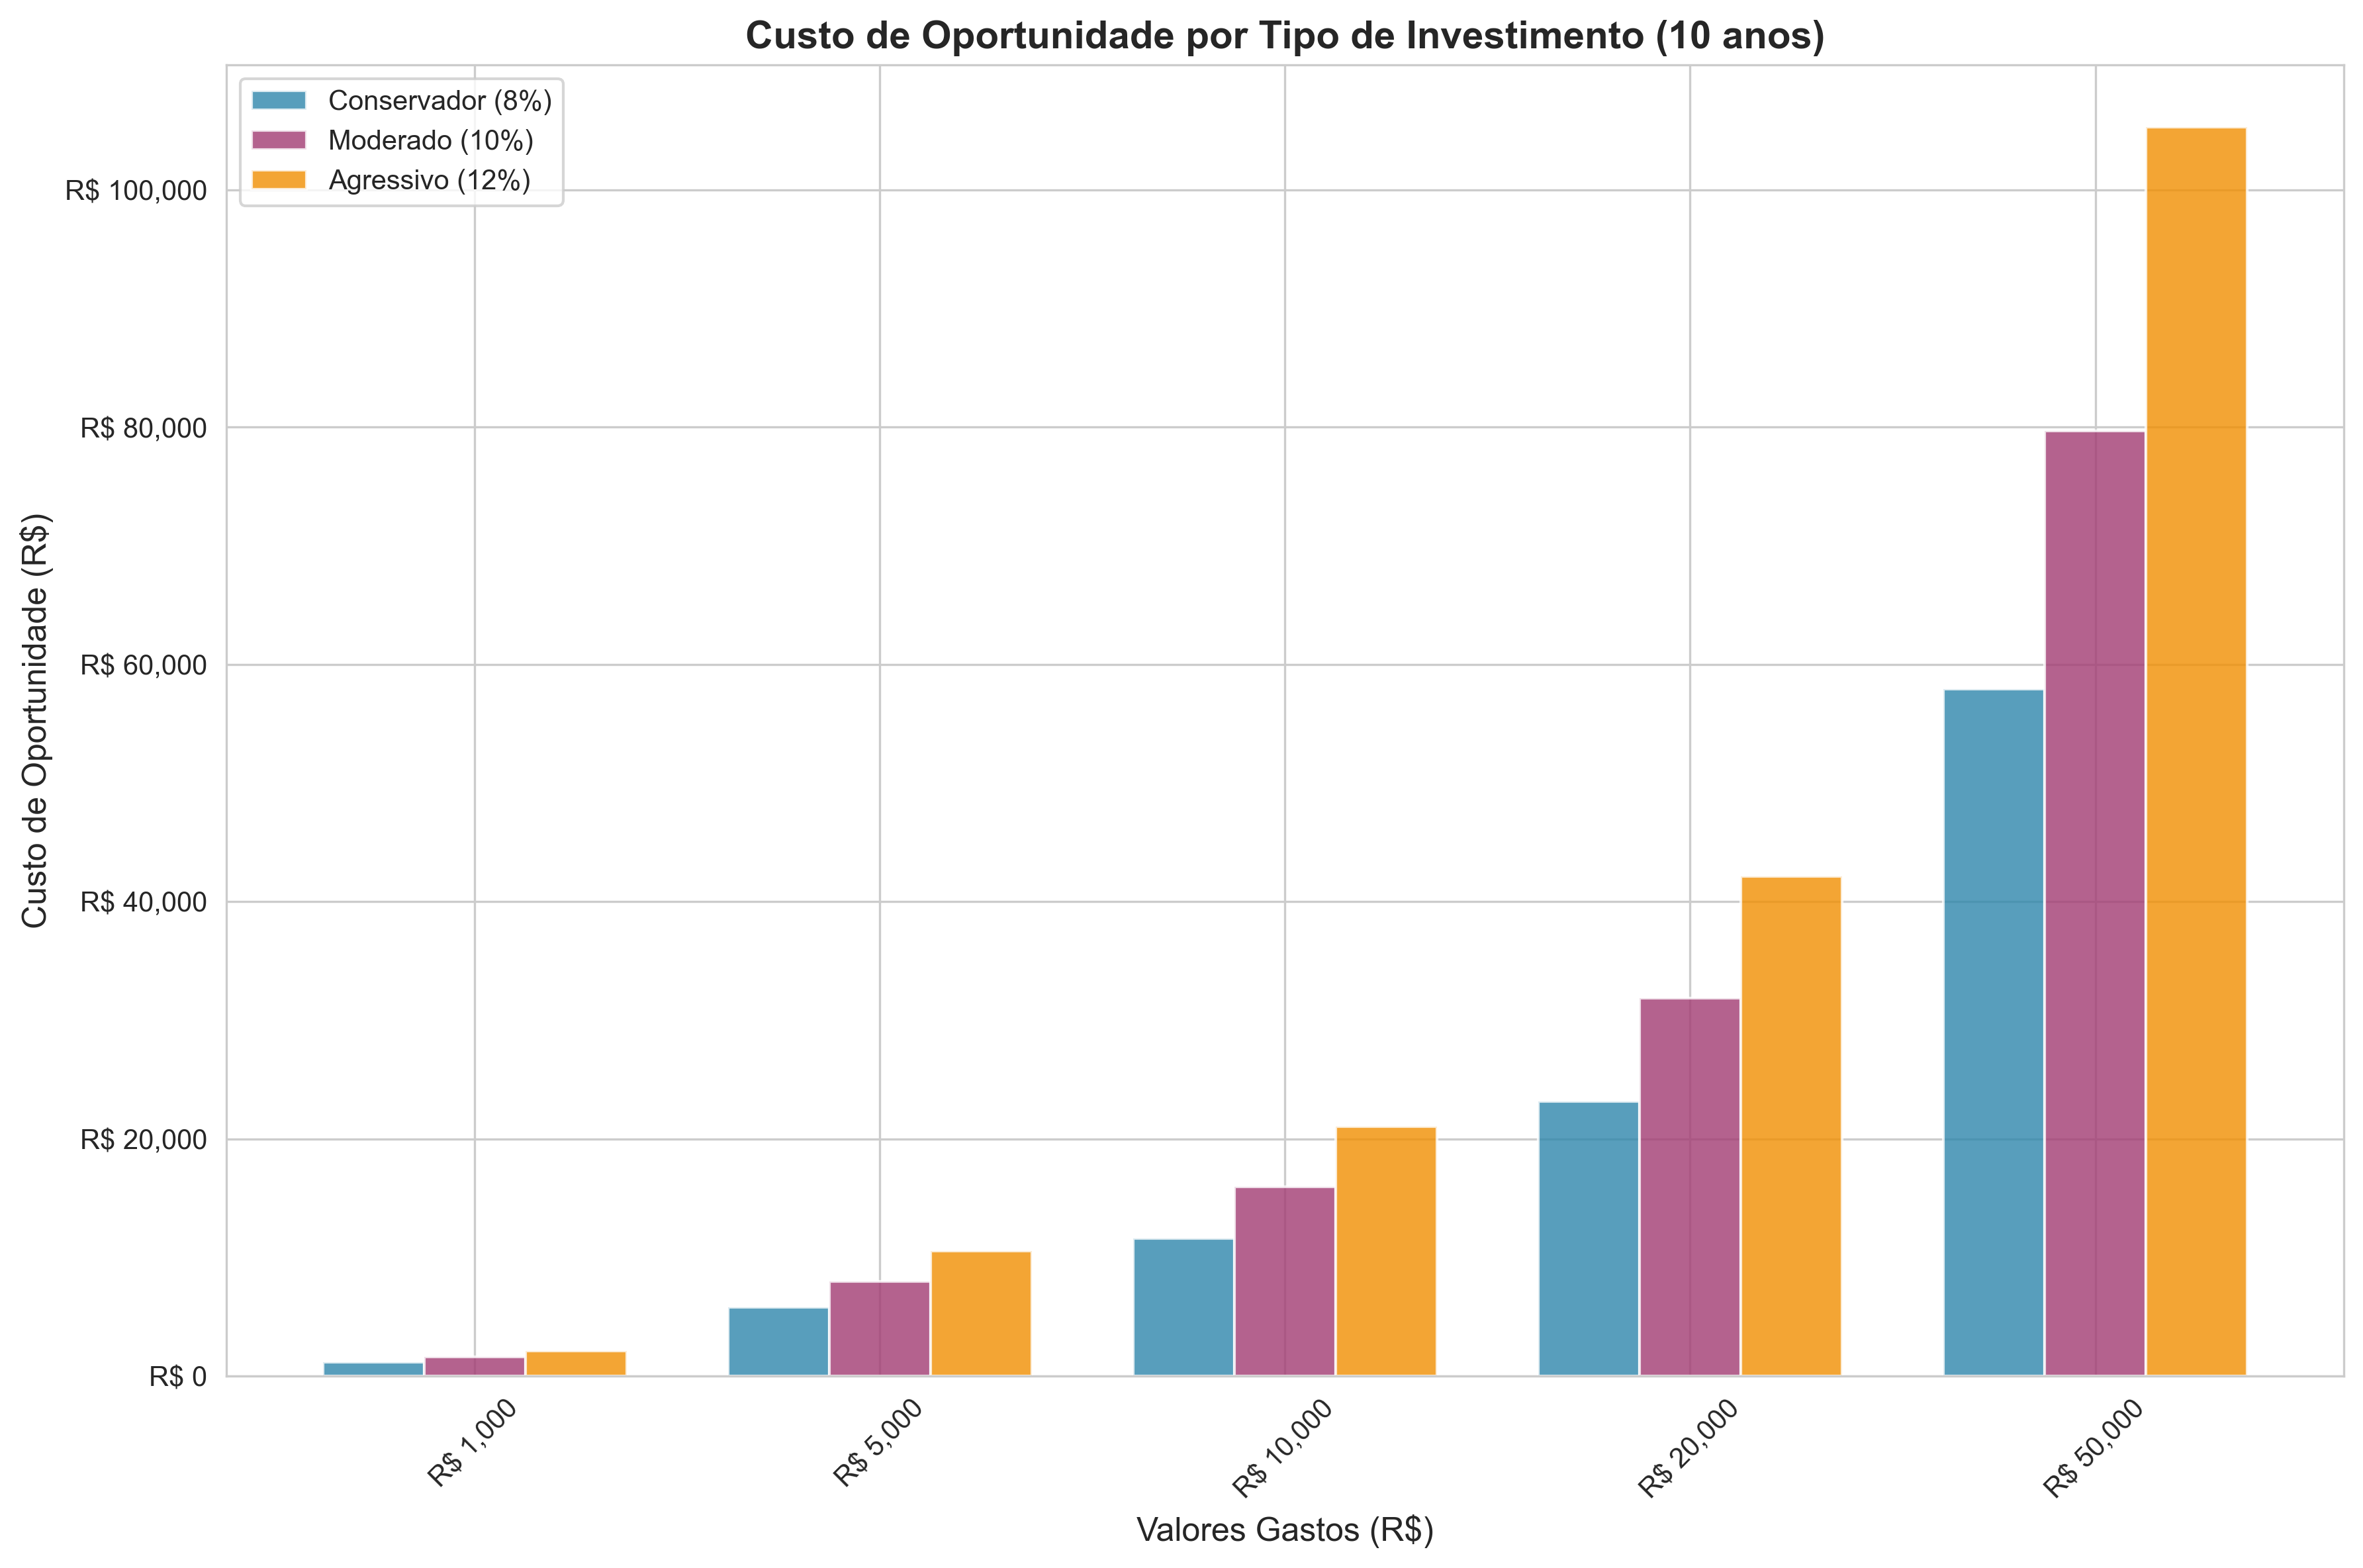 Custo de Oportunidade por Tipo de Investimento (10 anos)
Conservador (8%)
Moderado (10%)
Agressivo (12%)
Custo de Oportunidade (R$)
R$ 100,000
R$ 80,000
R$ 60,000
R$ 40,000
R$ 20,000
R$ 0
R$ 1,000
R$ 5,000
R$ 10,000
R$ 20,000
R$ 50,000
Valores Gastos (R$)